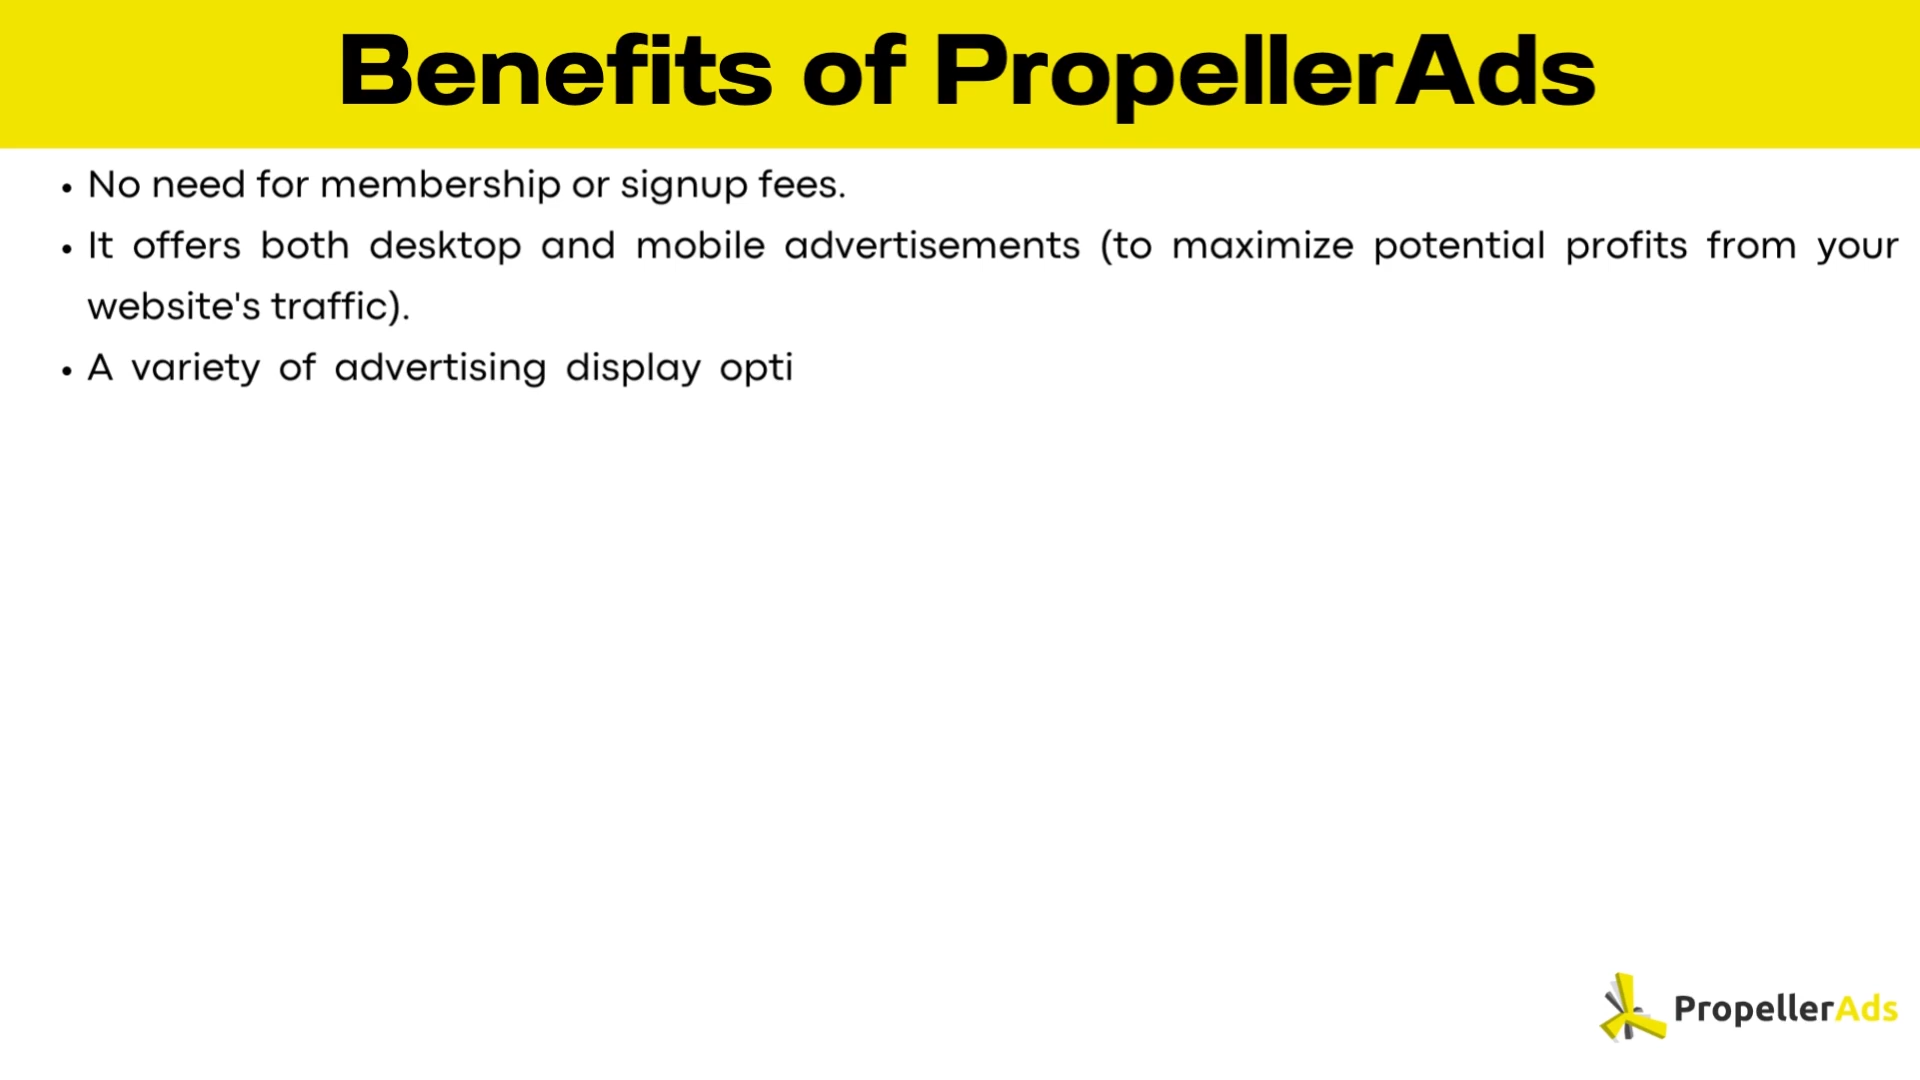 Benefits of PropellerAds
• No need for membership or signup fees.
• It offers both desktop and mobile advertisements (to maximize potential profits from your
website's traffic).
• A variety of advertising display opti
PropellerAds